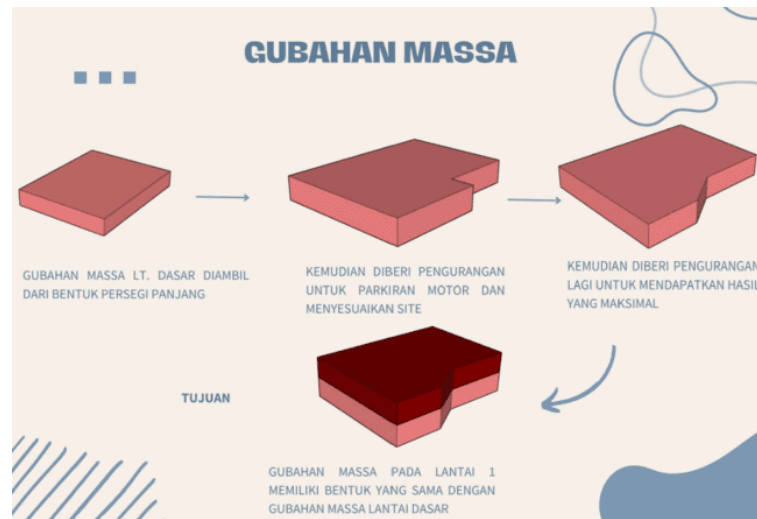 GUBAHAN MASSA
GUBAHAN MASSA LT. DASAR DIAMBIL
DARI BENTUK PERSEGI PANJANG
KEMUDIAN DIBERI PENGURANGAN
UNTUK PARKIRAN MOTOR DAN
MENYESUAIKAN SITE
KEMUDIAN DIBERI PENGURANGAN
LAGI UNTUK MENDAPATKAN HASIL
YANG MAKSIMAL
TUJUAN
GUBAHAN MASSA PADA LANTAI 1
MEMILIKI BENTUK YANG SAMA DENGAN
GUBAHAN MASSA LANTAI DASAR